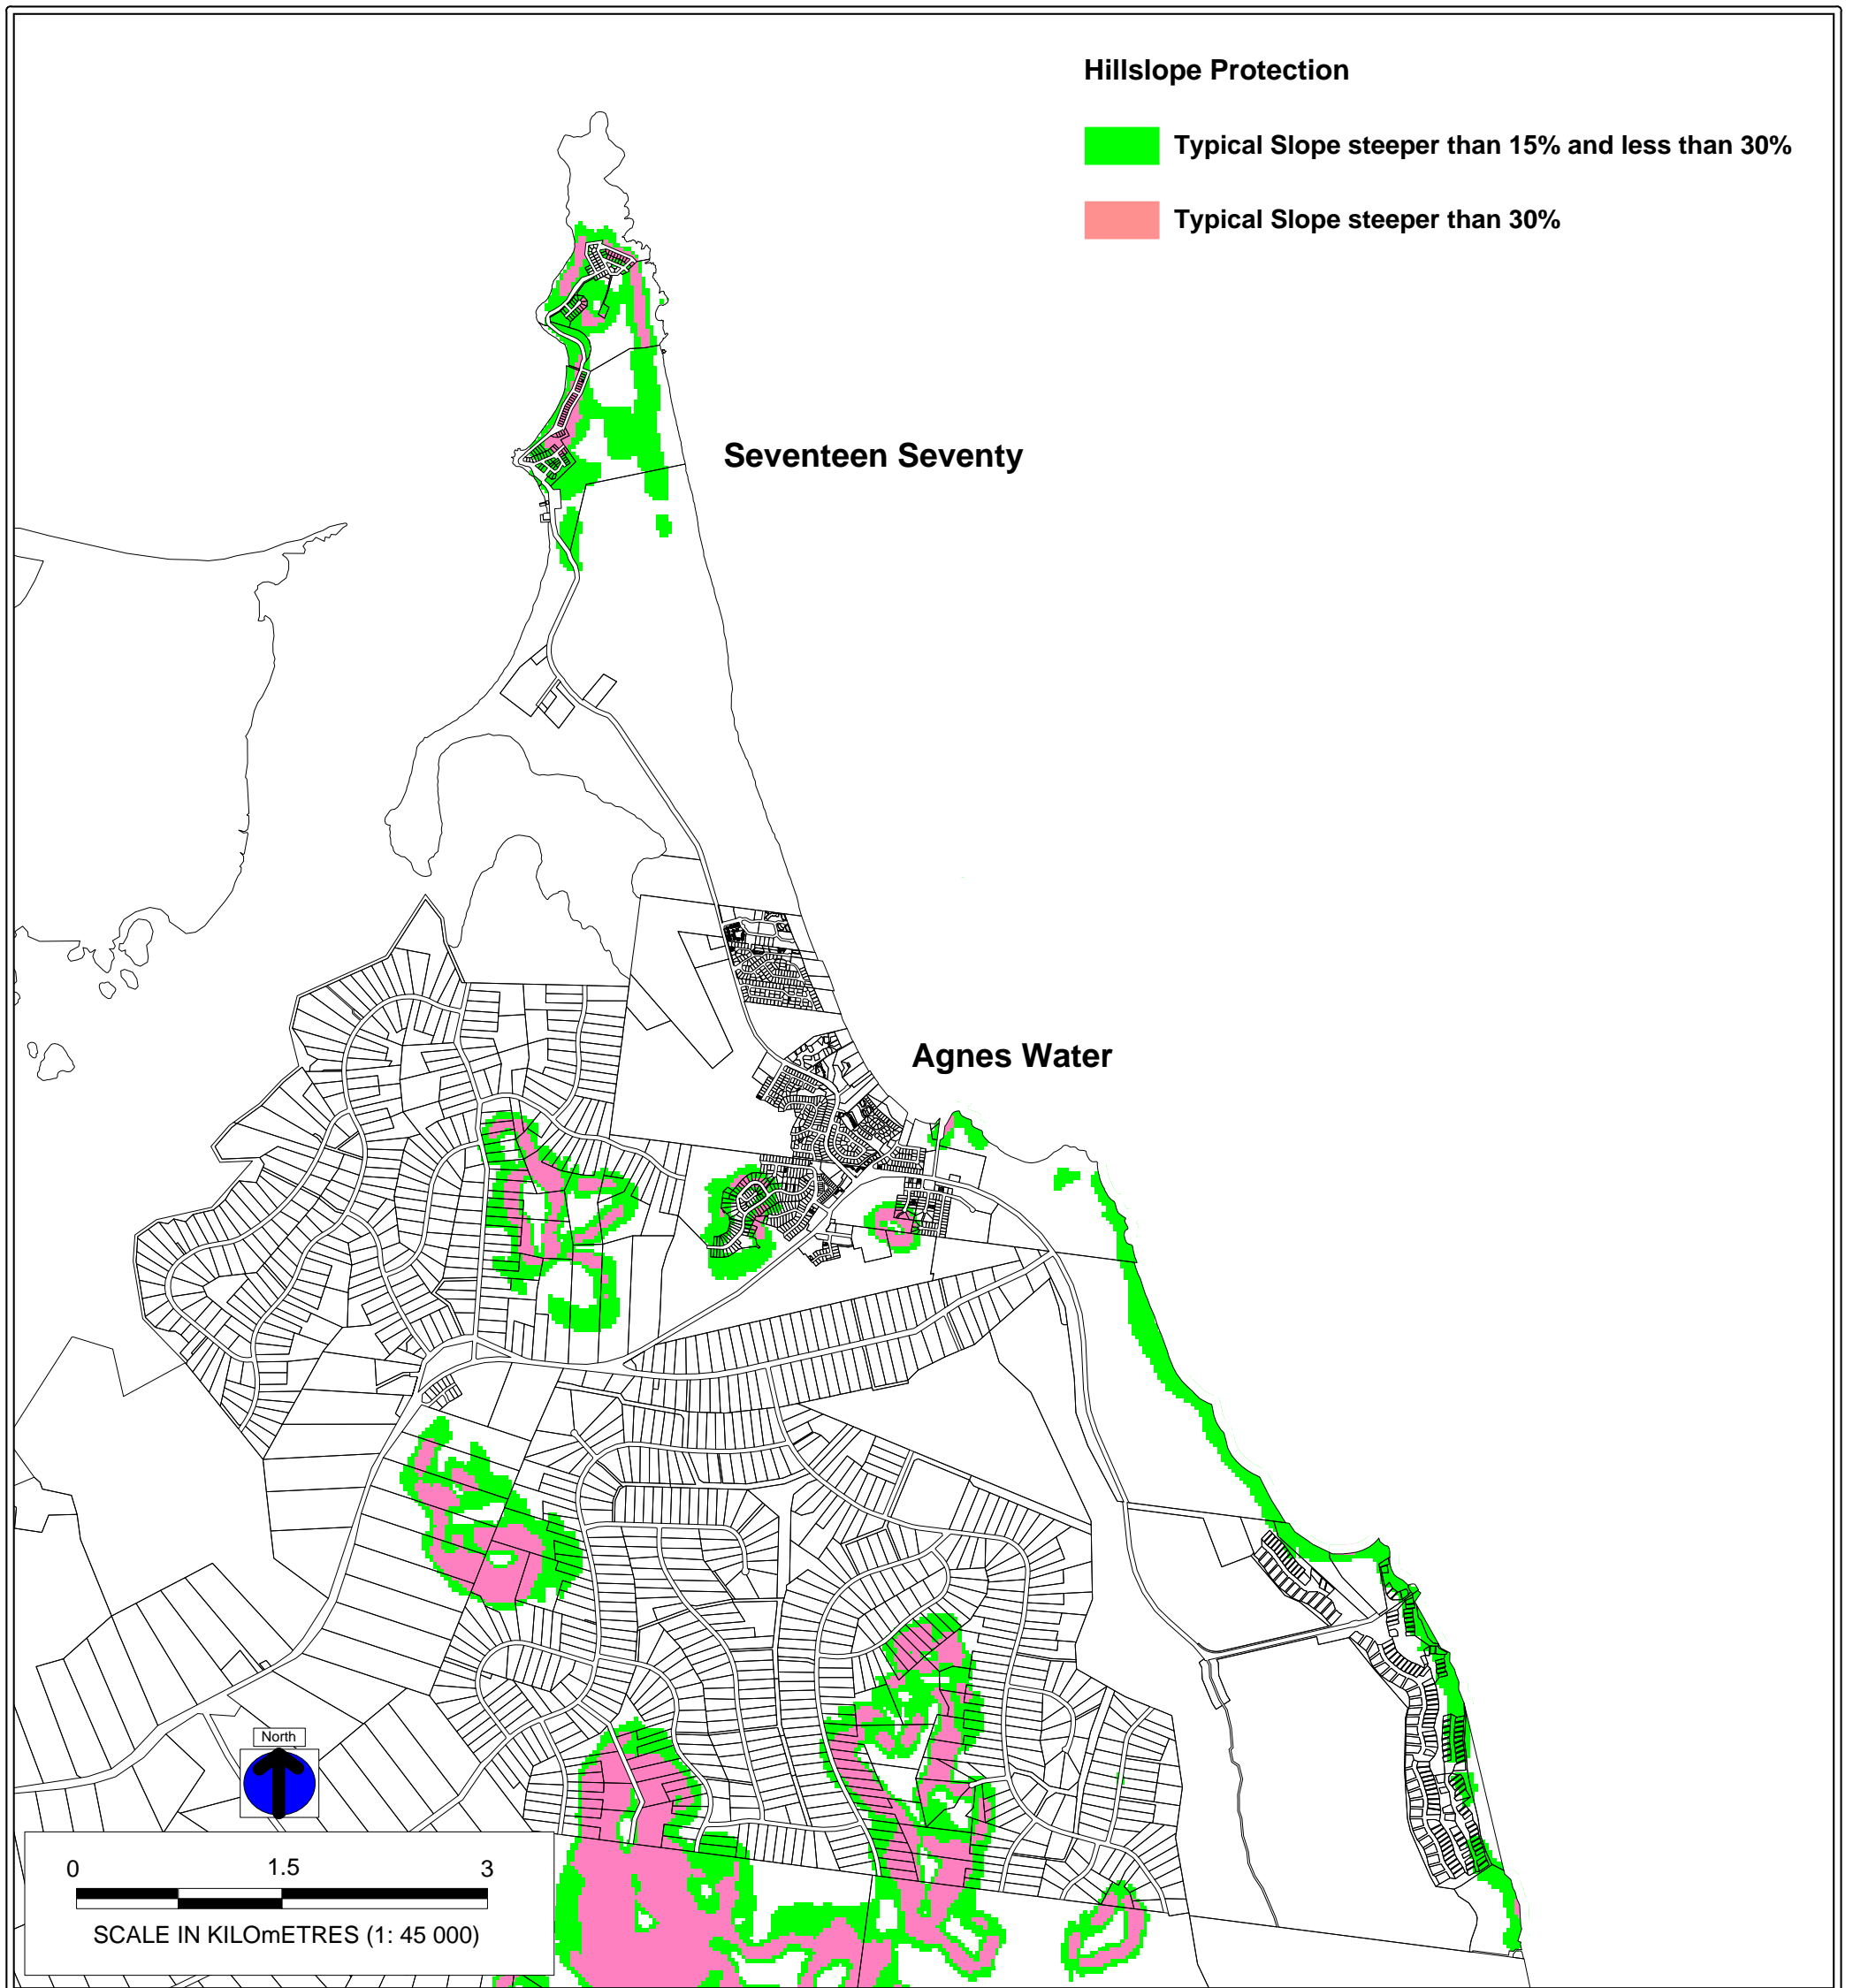 Hillslope Protection
Typical Slope steeper than 15% and less than 30%
Typical Slope steeper than 30%
Seventeen Seventy
Agnes Water
North
0 1.5 3
SCALE IN KILOmETRES (1: 45 000)